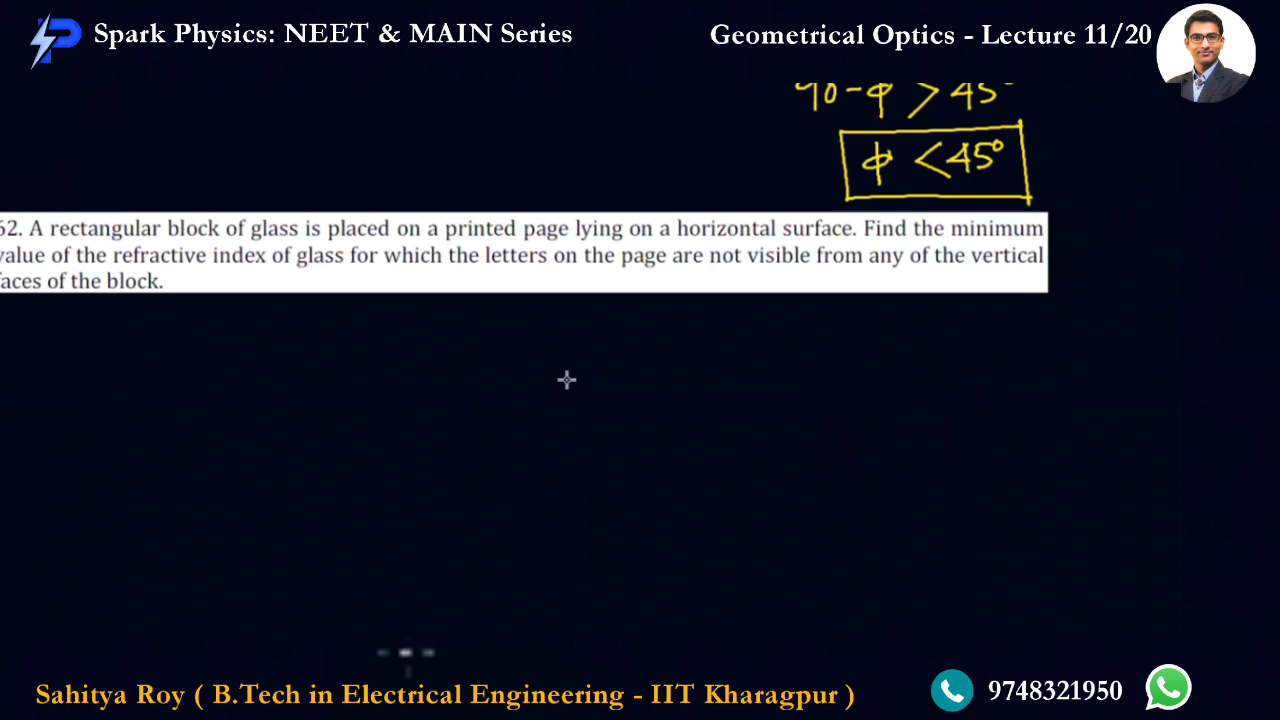 Spark Physics: NEET & MAIN Series
Geometrical Optics - Lecture 11/20
90-φ > 45°
φ < 45°
62. A rectangular block of glass is placed on a printed page lying on a horizontal surface. Find the minimum
value of the refractive index of glass for which the letters on the page are not visible from any of the vertical
faces of the block.
Sahitya Roy ( B.Tech in Electrical Engineering - IIT Kharagpur )
9748321950